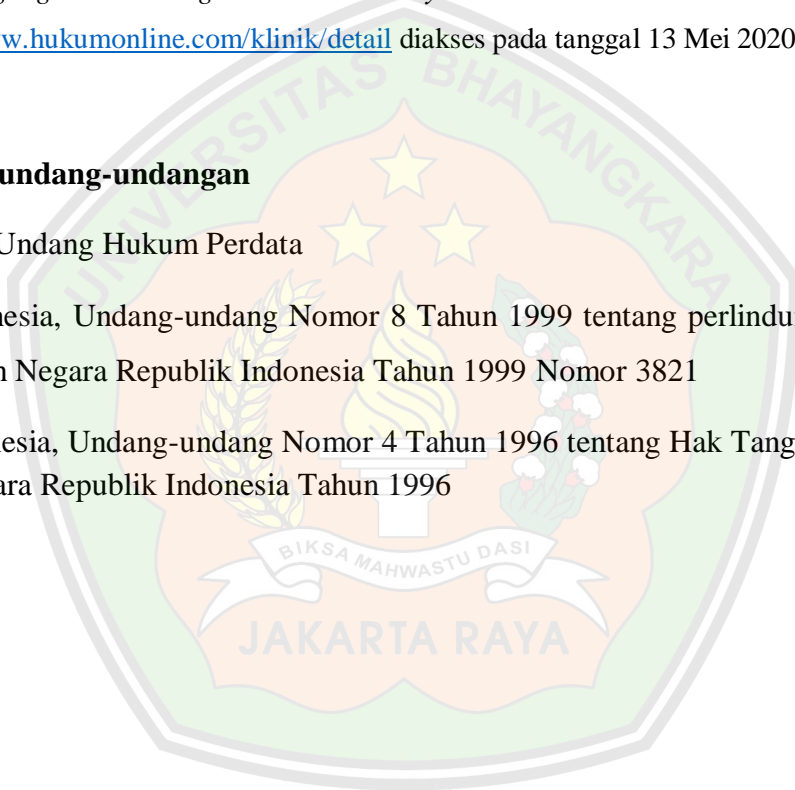 w.hukumonline.com/klinik/detail diakses pada tanggal 13 Mei 2020
undang-undangan
Undang Hukum Perdata
nesia, Undang-undang Nomor 8 Tahun 1999 tentang perlindu
n Negara Republik Indonesia Tahun 1999 Nomor 3821
nesia, Undang-undang Nomor 4 Tahun 1996 tentang Hak Tang
ara Republik Indonesia Tahun 1996
UNIVERSITAS BHAYANGKARA
BIKSA MAHWASTU DASI
JAKARTA RAYA